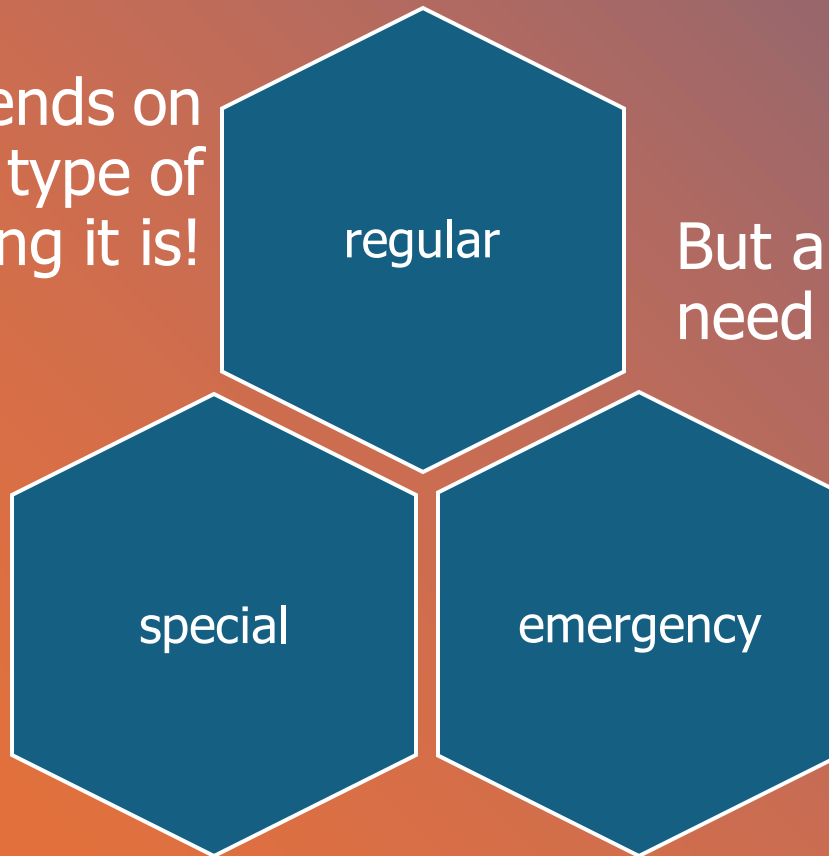 ends on
type of
ng it is!
regular
But a
need
special
emergency